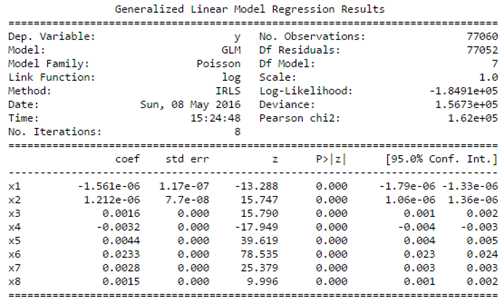 Generalized Linear Model Regression Results
==============================================================================
Dep. Variable: y No. Observations: 77060
Model: GLM Df Residuals: 77052
Model Family: Poisson Df Model: 7
Link Function: log Scale: 1.0
Method: IRLS Log-Likelihood: -1.8491e+05
Date: Sun, 08 May 2016 Deviance: 1.5673e+05
Time: 15:24:48 Pearson chi2: 1.62e+05
No. Iterations: 8
==============================================================================
coef std err z P>|z| [95.0% Conf. Int.]
------------------------------------------------------------------------------
x1 -1.561e-06 1.17e-07 -13.288 0.000 -1.79e-06 -1.33e-06
x2 1.212e-06 7.7e-08 15.747 0.000 1.06e-06 1.36e-06
x3 0.0016 0.000 15.790 0.000 0.001 0.002
x4 -0.0032 0.000 -17.949 0.000 -0.004 -0.003
x5 0.0044 0.000 39.619 0.000 0.004 0.005
x6 0.0233 0.000 78.535 0.000 0.023 0.024
x7 0.0028 0.000 25.379 0.000 0.003 0.003
x8 0.0015 0.000 9.996 0.000 0.001 0.002
==============================================================================